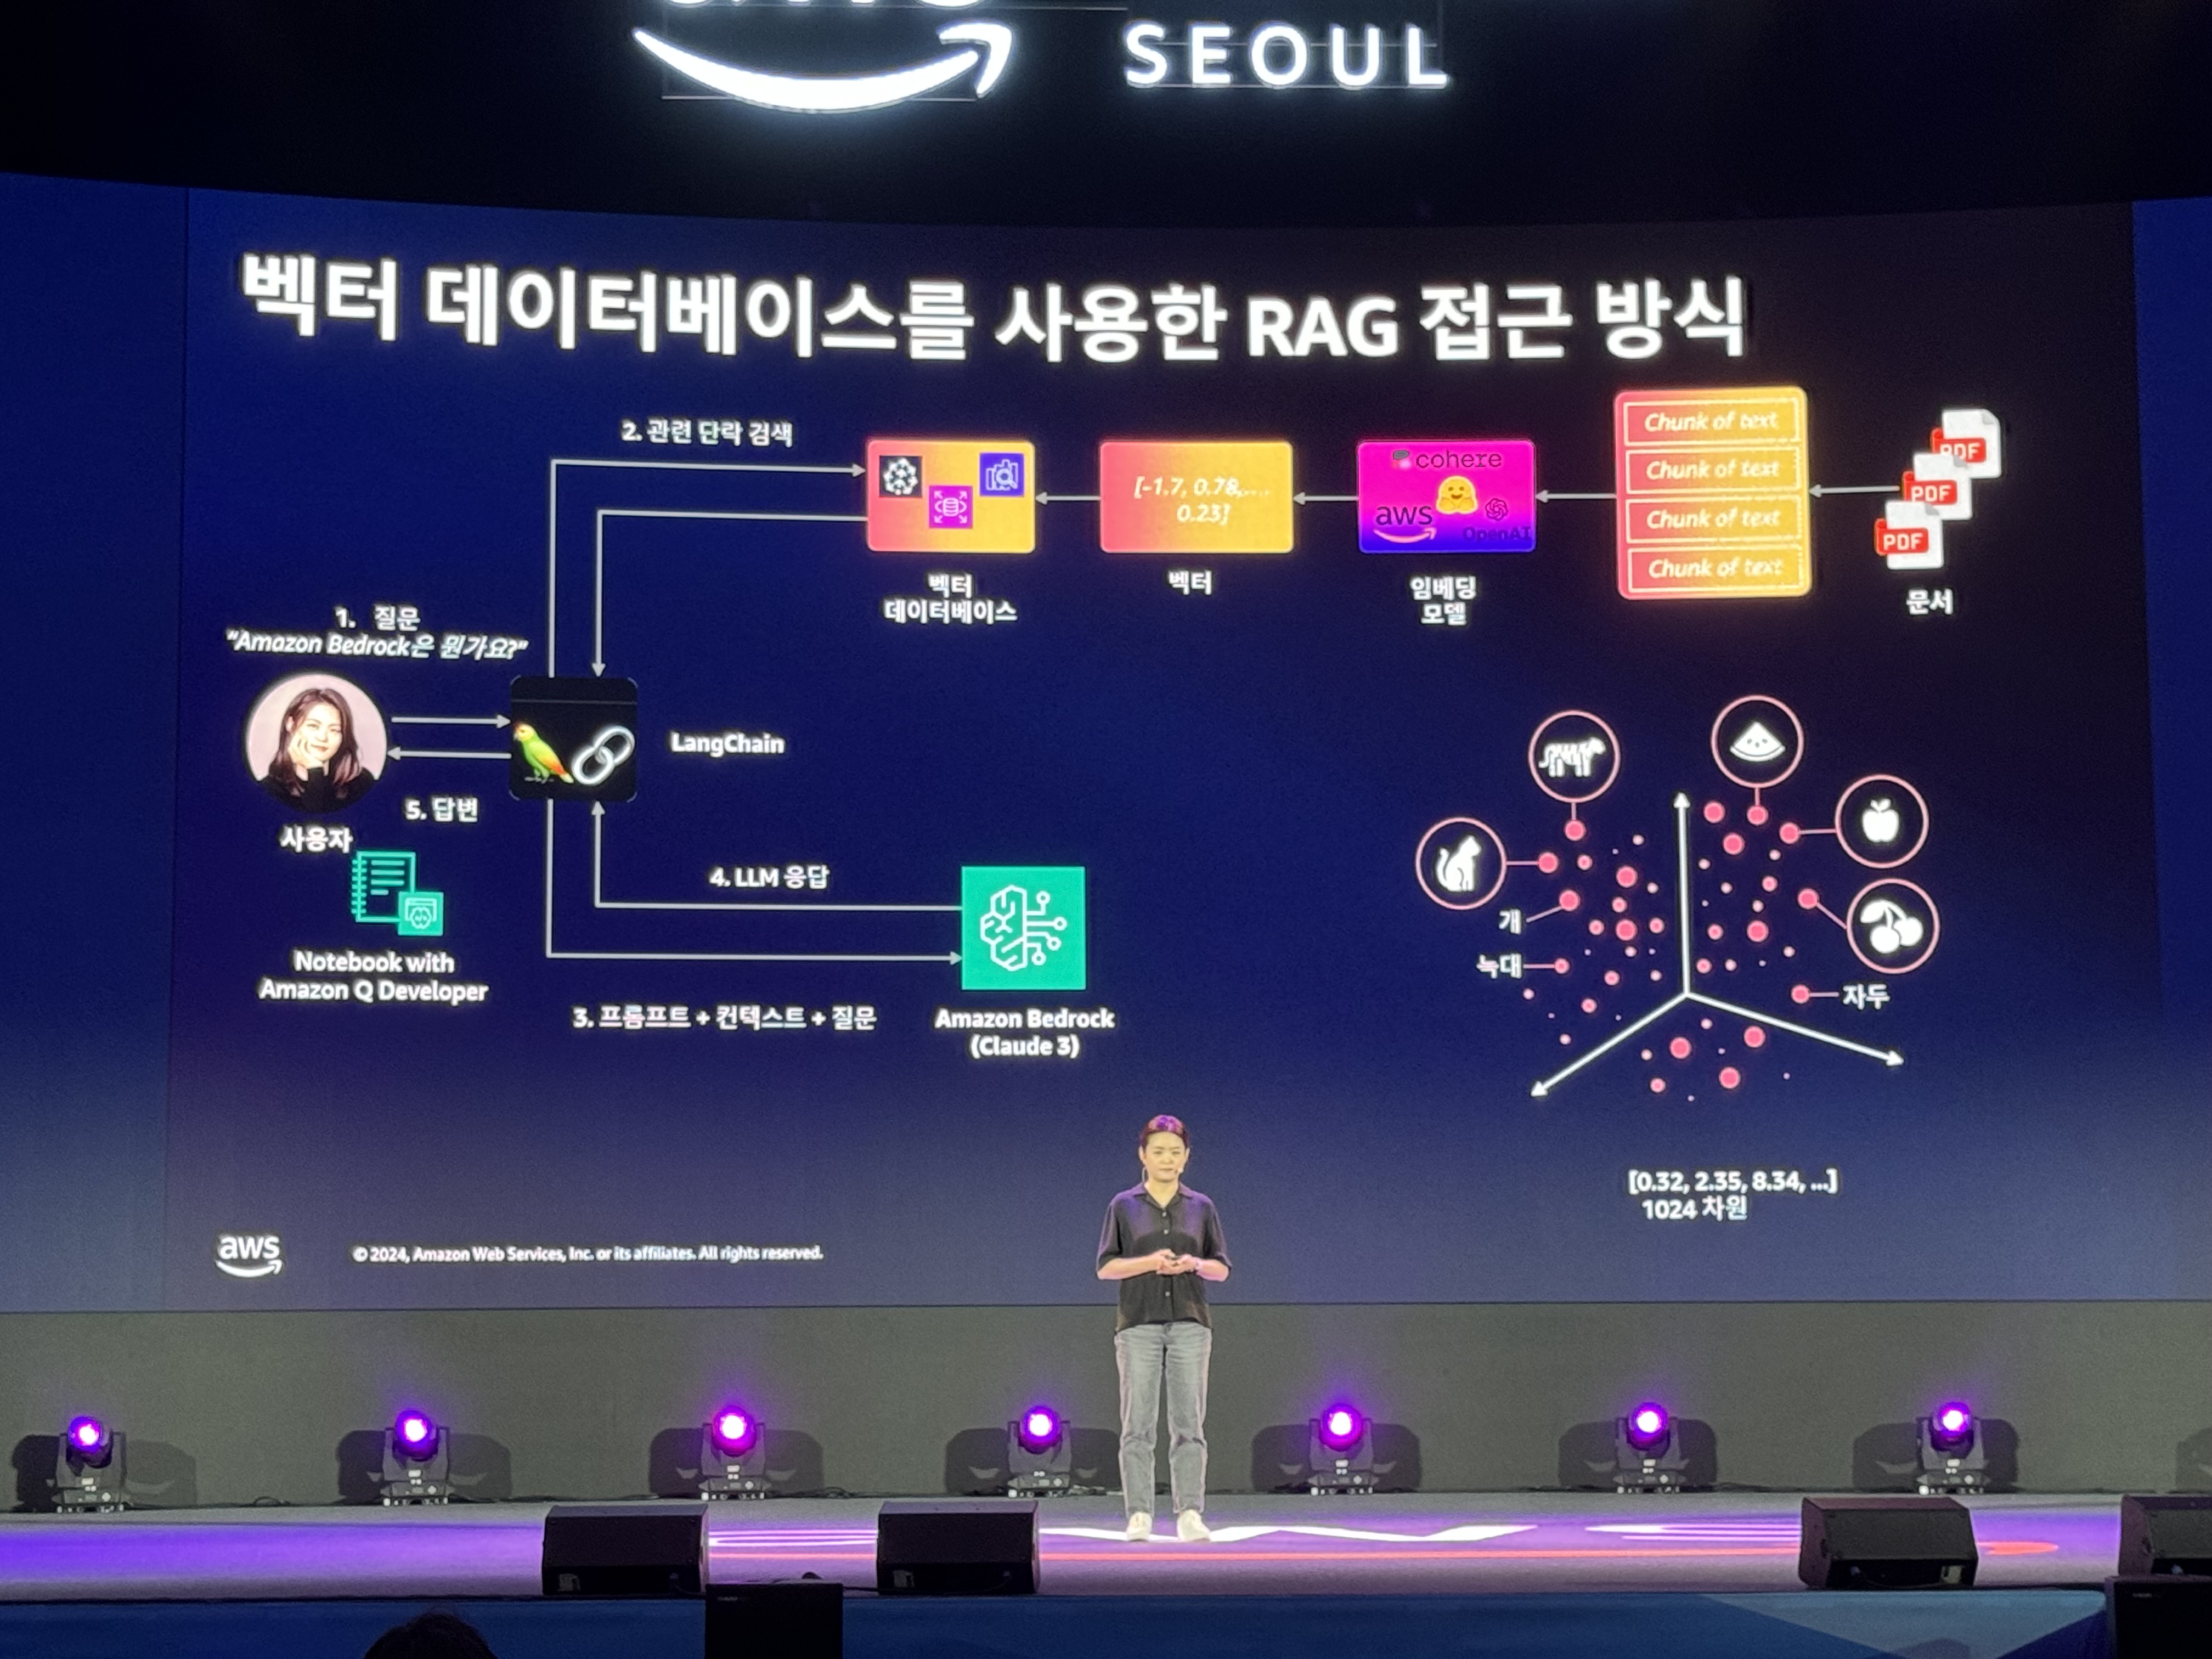 SEOUL
벡터 데이터베이스를 사용한 RAG 접근 방식
2. 관련 단락 검색
[-1.7, 0.78,....
0.23]
cohere
aws
OpenAI
Chunk of text
Chunk of text
Chunk of text
Chunk of text
PDF
PDF
PDF
벡터
데이터베이스
벡터
임베딩
모델
문서
1. 질문
"Amazon Bedrock은 뭔가요?"
LangChain
5. 답변
사용자
4. LLM 응답
Notebook with
Amazon Q Developer
3. 프롬프트 + 컨텍스트 + 질문
Amazon Bedrock
(Claude 3)
개
늑대
자두
[0.32, 2.35, 8.34, ...]
1024 차원
aws
© 2024, Amazon Web Services, Inc. or its affiliates. All rights reserved.